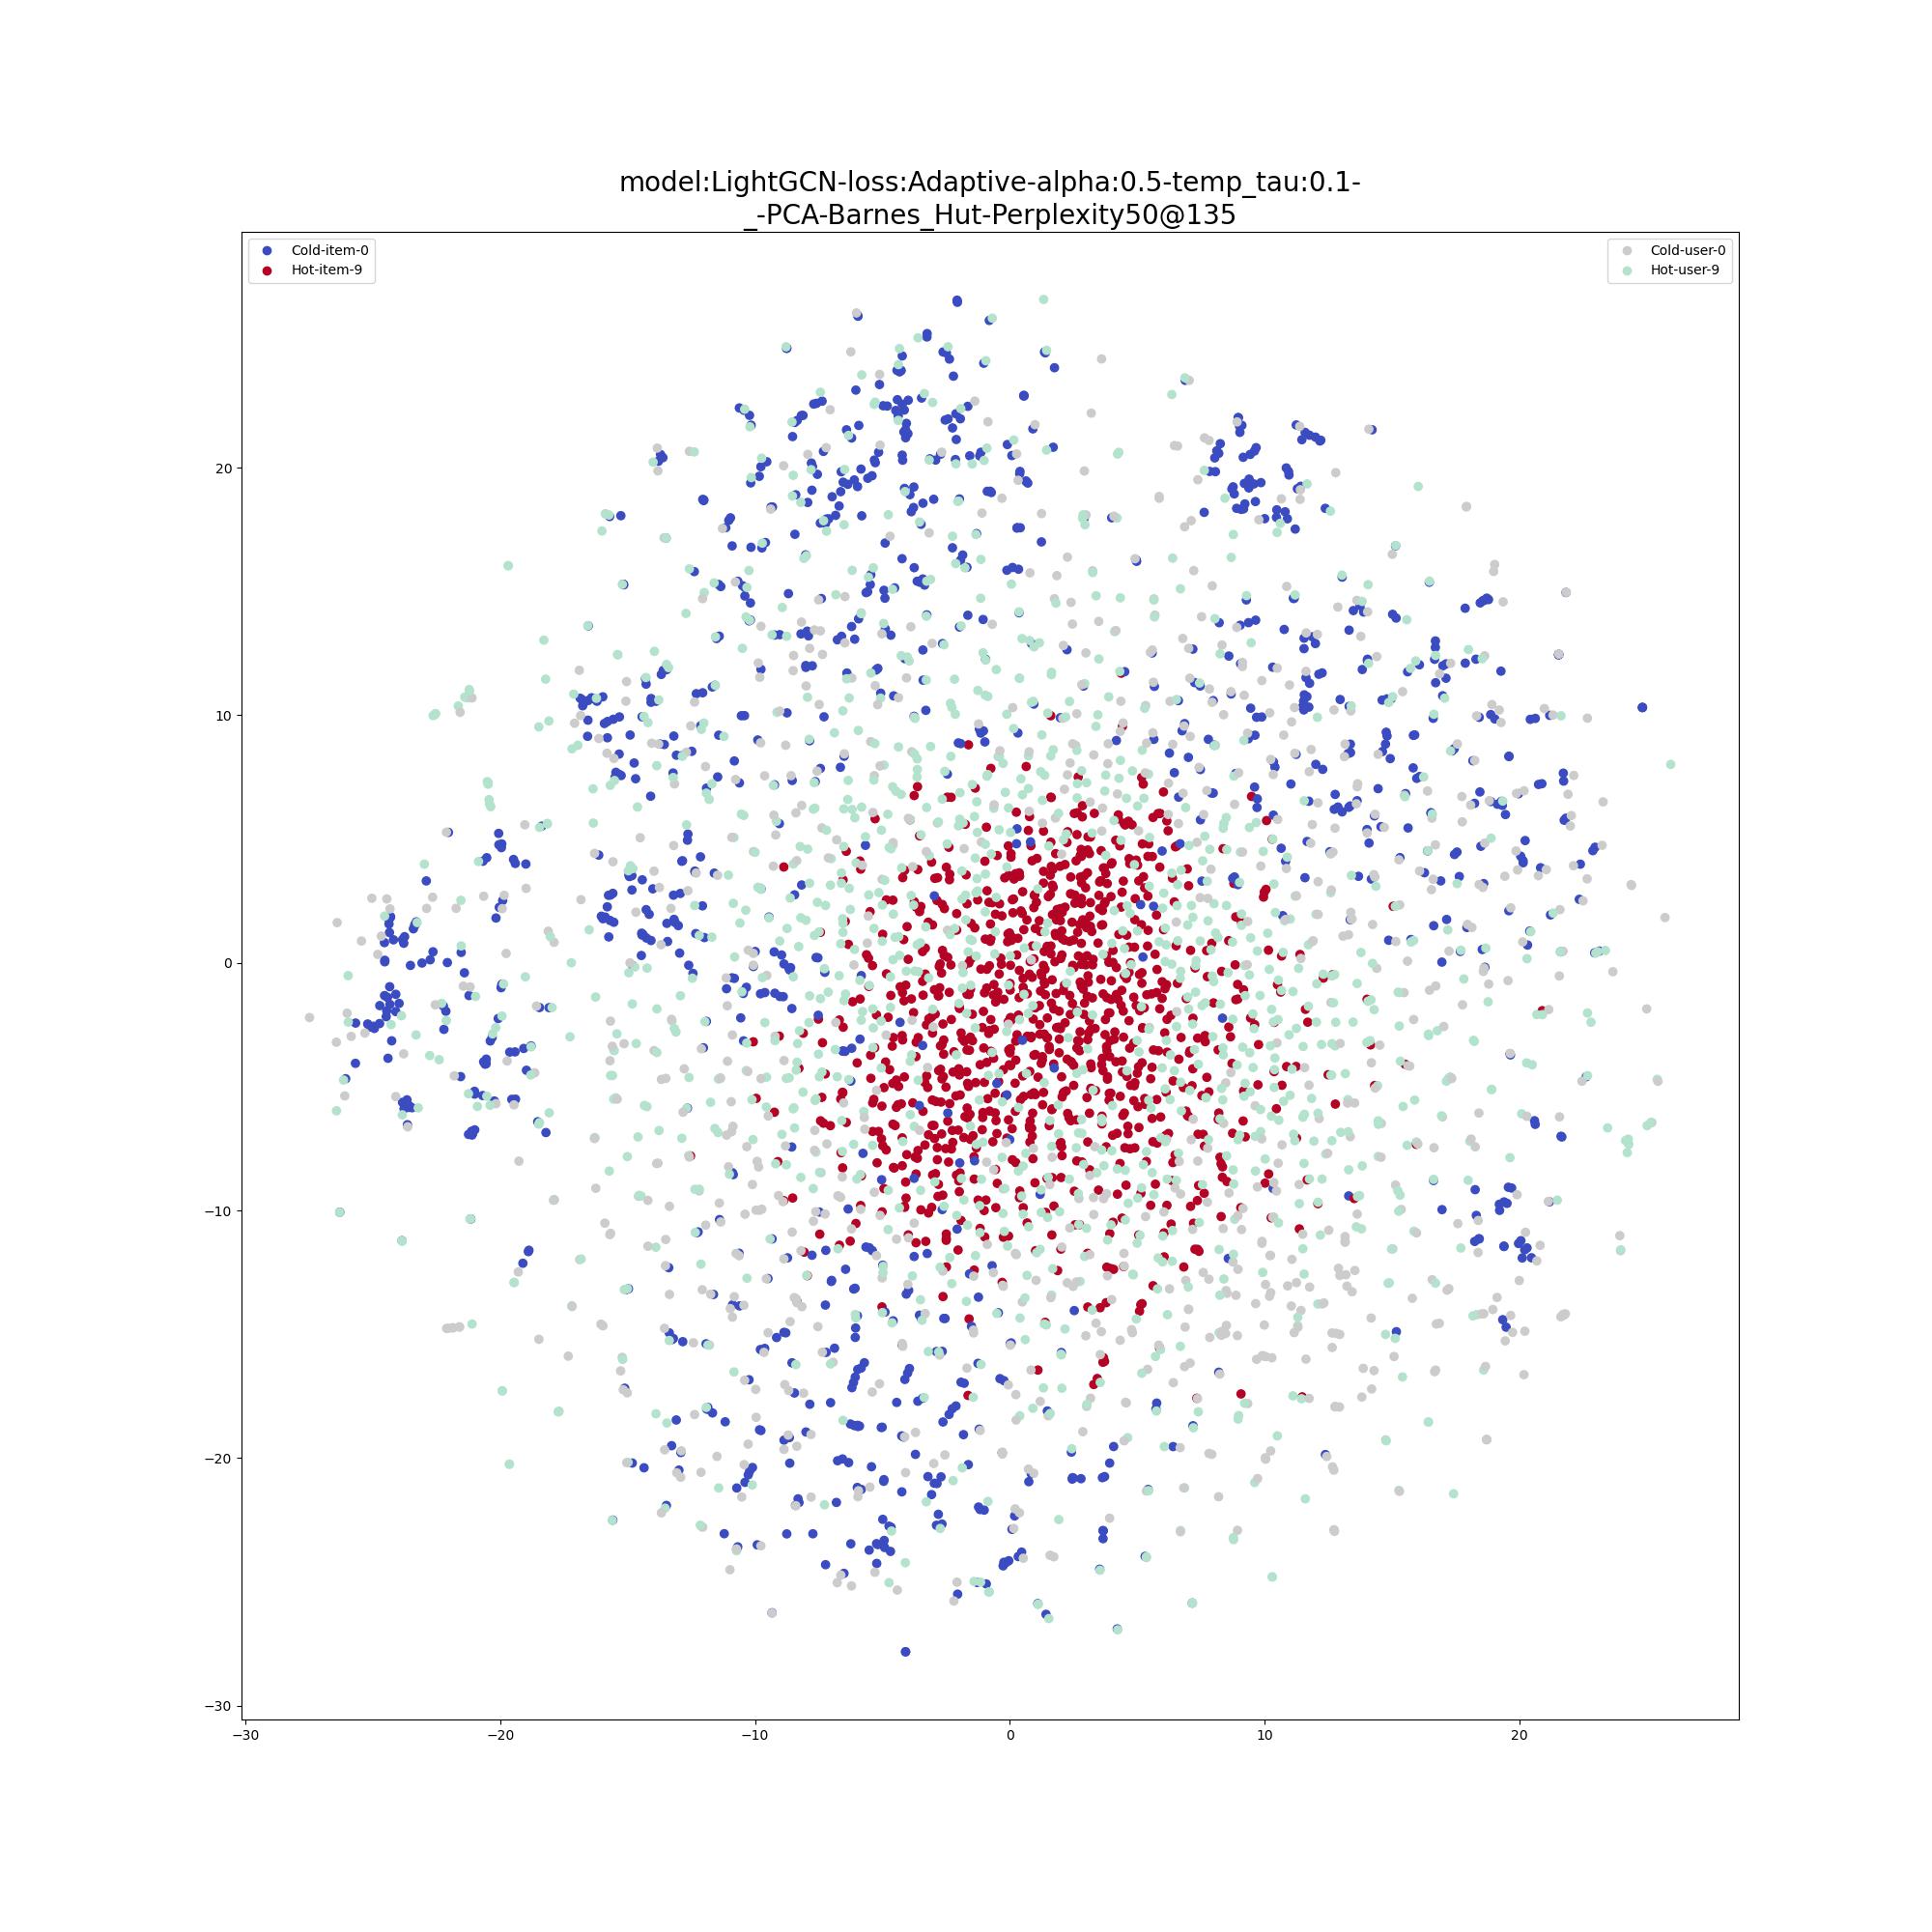 model:LightGCN-loss:Adaptive-alpha:0.5-temp_tau:0.1-
_-PCA-Barnes_Hut-Perplexity50@135
Cold-item-0
Hot-item-9
Cold-user-0
Hot-user-9
20
10
0
−10
−20
−30
−30
−20
−10
0
10
20